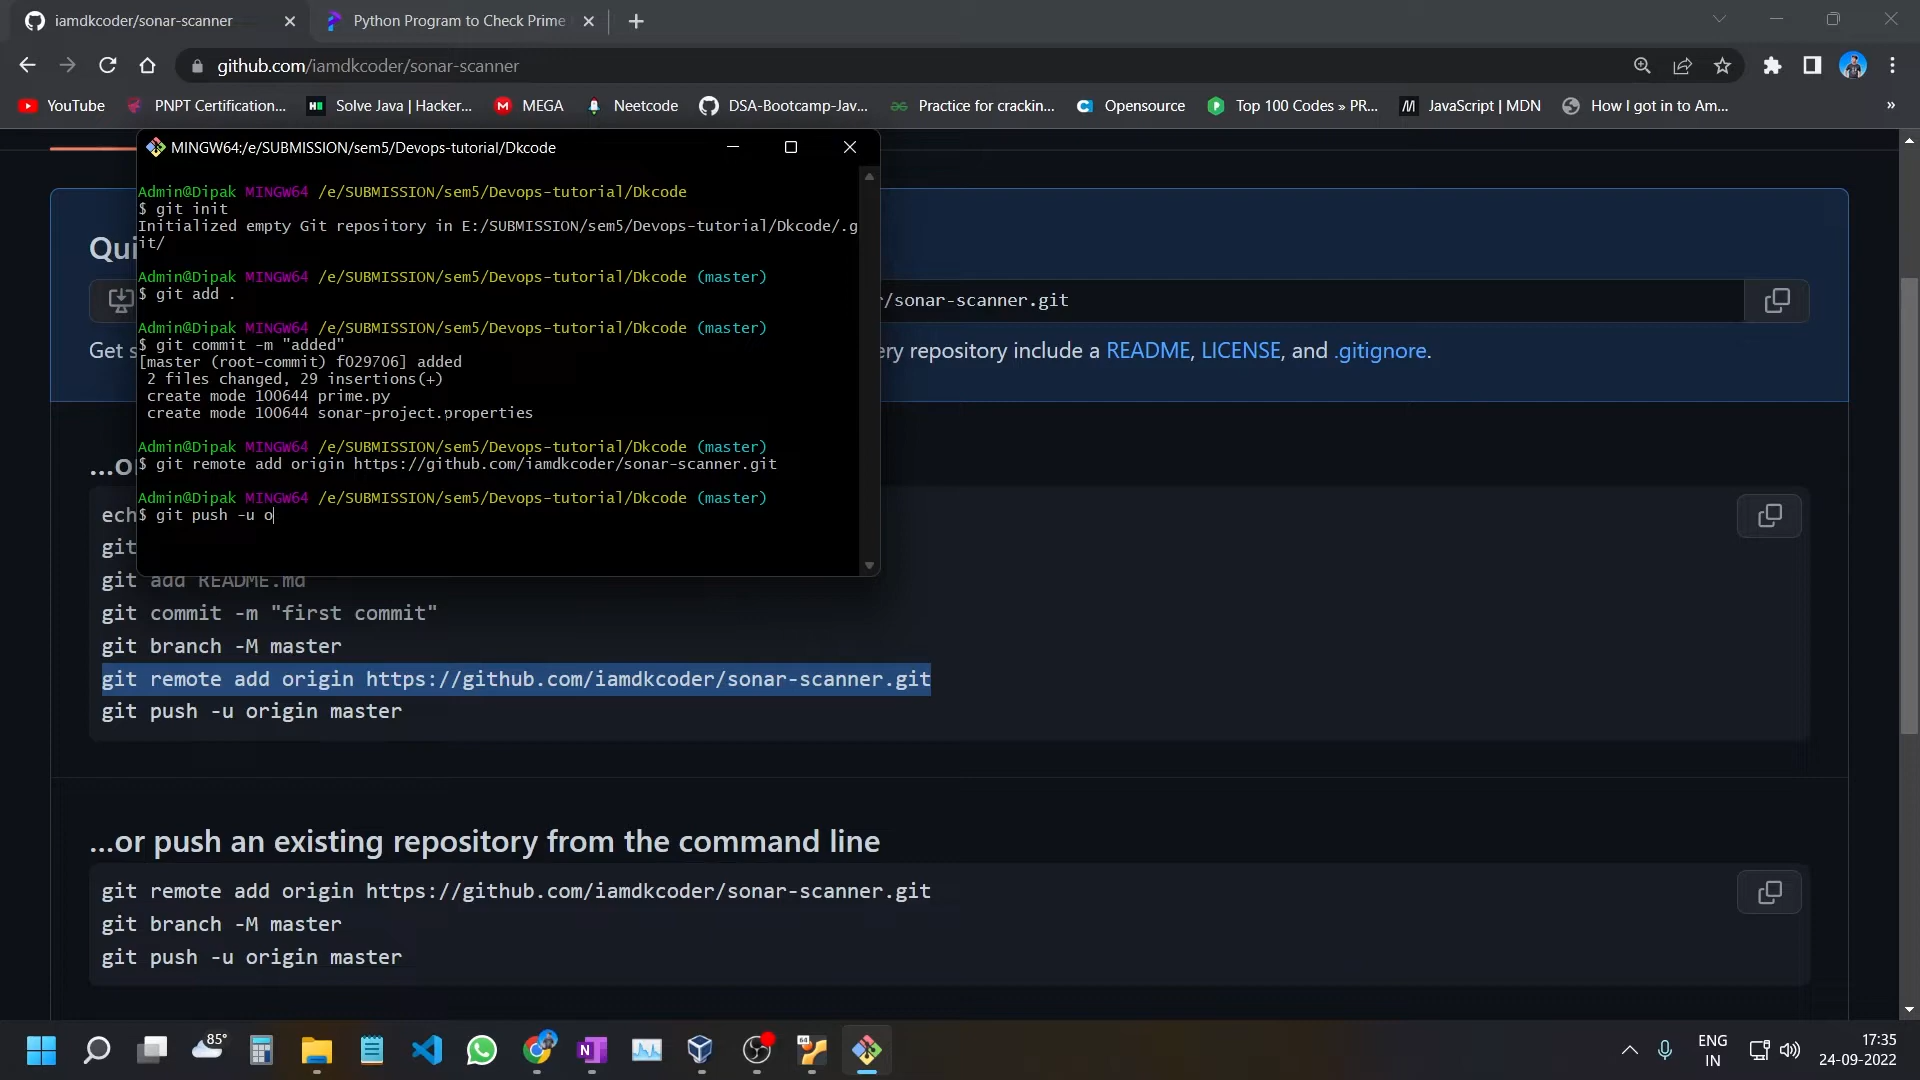 iamdkcoder/sonar-scanner
Python Program to Check Prime
github.com/iamdkcoder/sonar-scanner
YouTube
PNPT Certification...
Solve Java | Hacker...
MEGA
Neetcode
DSA-Bootcamp-Jav...
Practice for crackin...
Opensource
Top 100 Codes » PR...
JavaScript | MDN
How I got in to Am...
»
MINGW64:/e/SUBMISSION/sem5/Devops-tutorial/Dkcode
Admin@Dipak MINGW64 /e/SUBMISSION/sem5/Devops-tutorial/Dkcode
$ git init
Initialized empty Git repository in E:/SUBMISSION/sem5/Devops-tutorial/Dkcode/.g
it/
Admin@Dipak MINGW64 /e/SUBMISSION/sem5/Devops-tutorial/Dkcode (master)
$ git add .
Admin@Dipak MINGW64 /e/SUBMISSION/sem5/Devops-tutorial/Dkcode (master)
$ git commit -m "added"
[master (root-commit) f029706] added
2 files changed, 29 insertions(+)
create mode 100644 prime.py
create mode 100644 sonar-project.properties
Admin@Dipak MINGW64 /e/SUBMISSION/sem5/Devops-tutorial/Dkcode (master)
$ git remote add origin https://github.com/iamdkcoder/sonar-scanner.git
Admin@Dipak MINGW64 /e/SUBMISSION/sem5/Devops-tutorial/Dkcode (master)
$ git push -u o
Qui
/sonar-scanner.git
Get s
ery repository include a README, LICENSE, and .gitignore.
...o
ech
git
git add README.md
git commit -m "first commit"
git branch -M master
git remote add origin https://github.com/iamdkcoder/sonar-scanner.git
git push -u origin master
...or push an existing repository from the command line
git remote add origin https://github.com/iamdkcoder/sonar-scanner.git
git branch -M master
git push -u origin master
85°
64
ENG
IN
17:35
24-09-2022